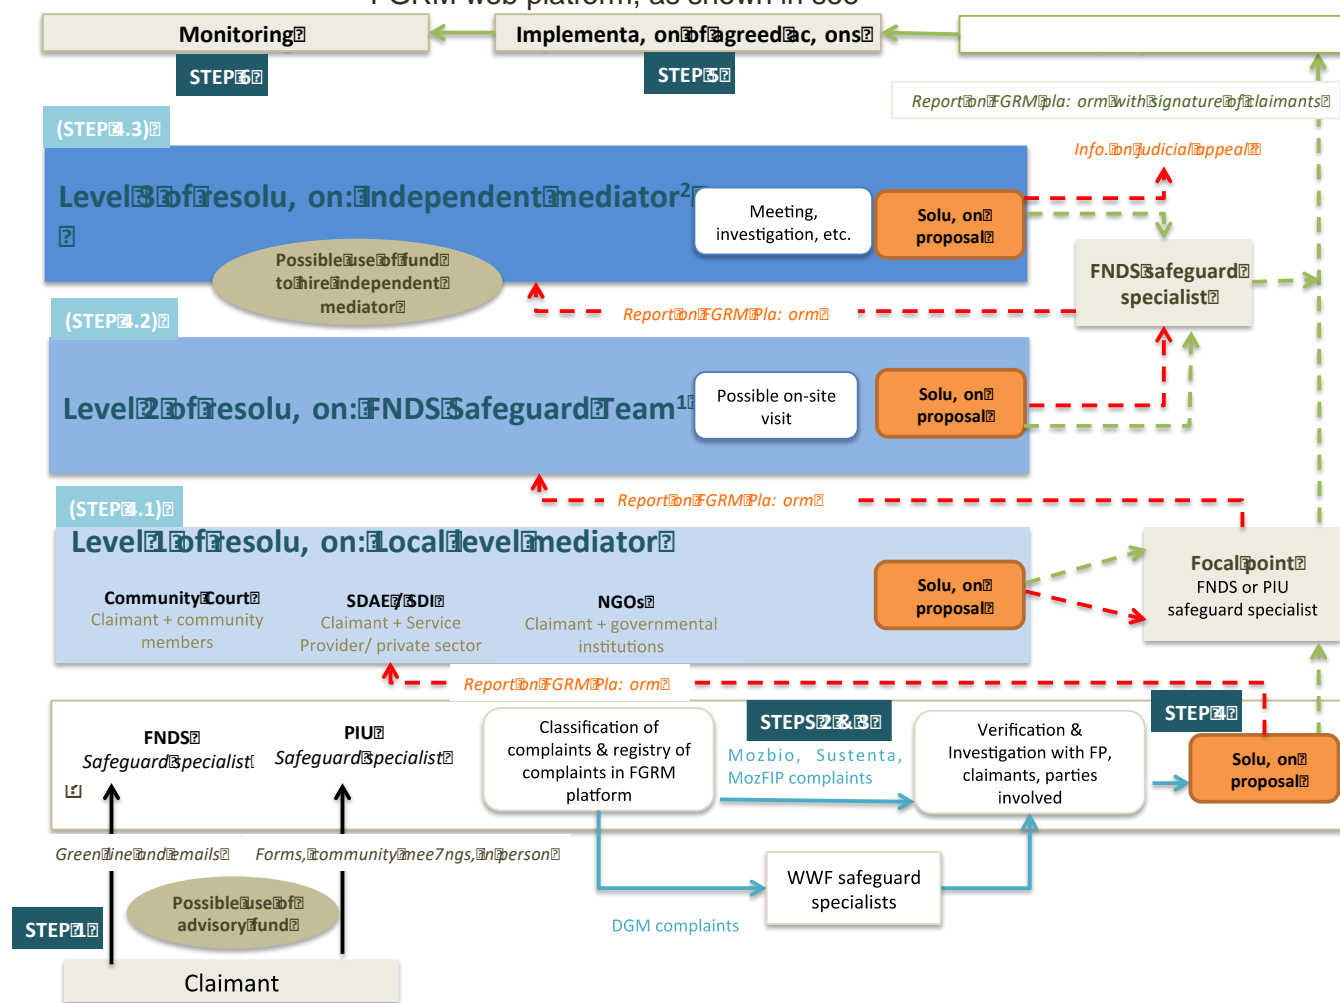 FGRM web platform, as shown in see
Monitoring
Implementa, on of agreed ac, ons
STEP 6
STEP 5
Report on FGRM pla: orm with signature of claimants
(STEP 4.3)
Info. on judicial appeal
Level 3 of resolu, on: Independent mediator²
Meeting,
investigation, etc.
Solu, on
proposal
Possible use of fund
to hire independent
mediator
FNDS safeguard
specialist
Report on FGRM Pla: orm
(STEP 4.2)
Level 2 of resolu, on: FNDS Safeguard Team¹
Possible on-site
visit
Solu, on
proposal
Report on FGRM Pla: orm
(STEP 4.1)
Level 1 of resolu, on: Local level mediator
Community Court
Claimant + community
members
SDAE / SDI
Claimant + Service
Provider/ private sector
NGOs
Claimant + governmental
institutions
Solu, on
proposal
Focal point
FNDS or PIU
safeguard specialist
Report on FGRM Pla: orm
FNDS
Safeguard specialist
PIU
Safeguard specialist
Classification of
complaints & registry of
complaints in FGRM
platform
STEPS 2 & 3
Mozbio, Sustenta,
MozFIP complaints
Verification &
Investigation with FP,
claimants, parties
involved
STEP 4
Solu, on
proposal
Green line and emails
Forms, community mee7ngs, in person
WWF safeguard
specialists
DGM complaints
Possible use of
advisory fund
STEP 1
Claimant